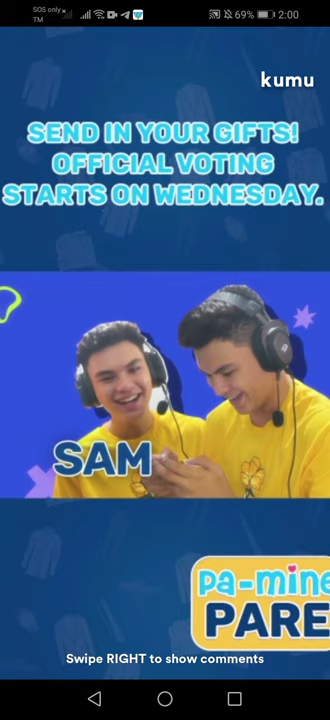 SOS only
TM
69%
2:00
kumu
SEND IN YOUR GIFTS!
OFFICIAL VOTING
STARTS ON WEDNESDAY.
SAM
pa-mine
PARE
Swipe RIGHT to show comments